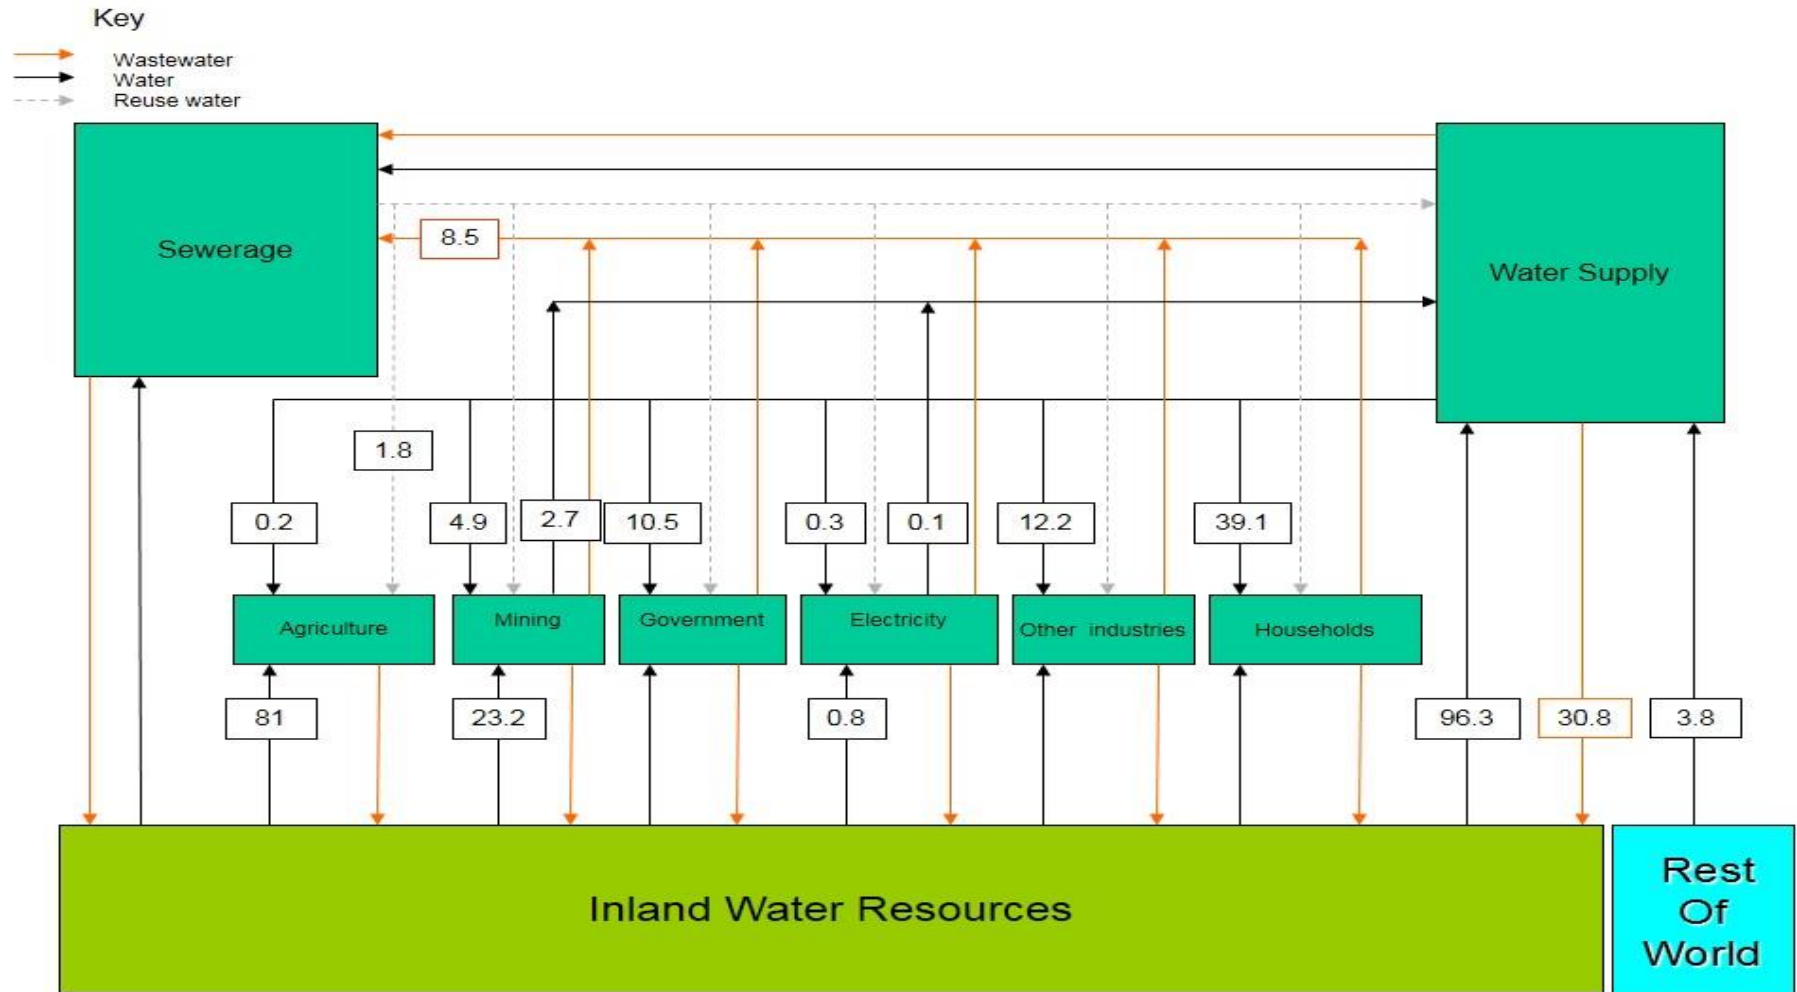 Key
Wastewater
Water
Reuse water
Sewerage
8.5
Water Supply
1.8
0.2
4.9
2.7
10.5
0.3
0.1
12.2
39.1
Agriculture
Mining
Government
Electricity
Other industries
Households
81
23.2
0.8
96.3
30.8
3.8
Inland Water Resources
Rest
Of
World